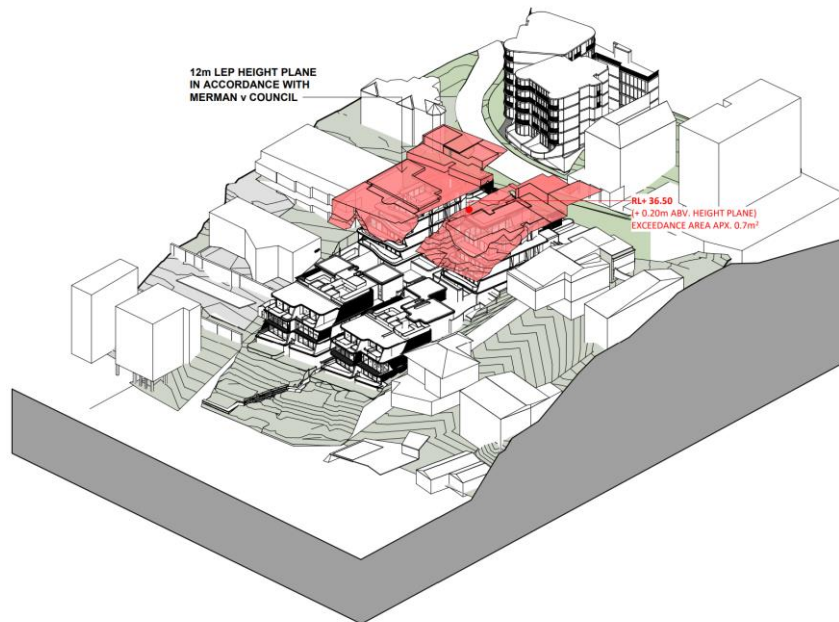 12m LEP HEIGHT PLANE
IN ACCORDANCE WITH
MERMAN v COUNCIL
RL+ 36.50
(+ 0.20m ABV. HEIGHT PLANE)
EXCEEDANCE AREA APX. 0.7m²